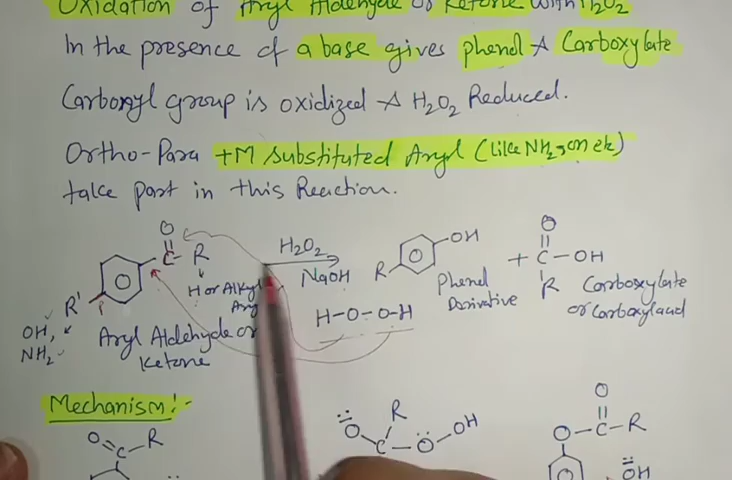 Oxidation of Aryl Aldehyde or Ketone with H2O2
In the presence of a base gives phenol & Carboxylate
Carbonyl group is oxidized & H2O2 Reduced.
Ortho-Para +M substituted Aryl (like NH2, OH etc)
take part in this Reaction.
O
C R
H or Alkyl
R'
OH,
NH2
Aryl Aldehyde or
Ketone
H2O2
NaOH
H-O-O-H
OH
R
Phenol
Derivative
+
O
C-OH
R
Carboxylate
or Carboxylacid
Mechanism:-
O C R
O C R O OH
O
O-C-R
OH